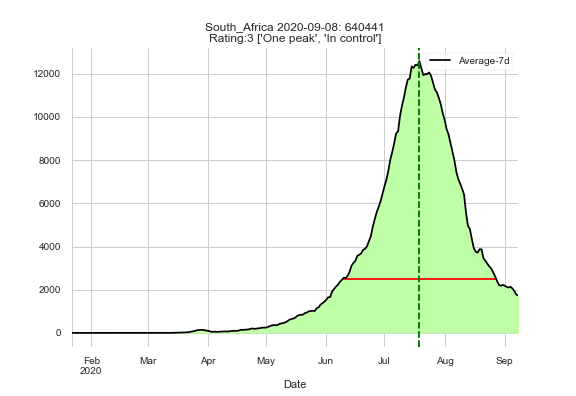 South_Africa 2020-09-08: 640441
Rating:3 ['One peak', 'In control']
Average-7d
12000
10000
8000
6000
4000
2000
0
Feb Mar Apr May Jun Jul Aug Sep
2020
Date